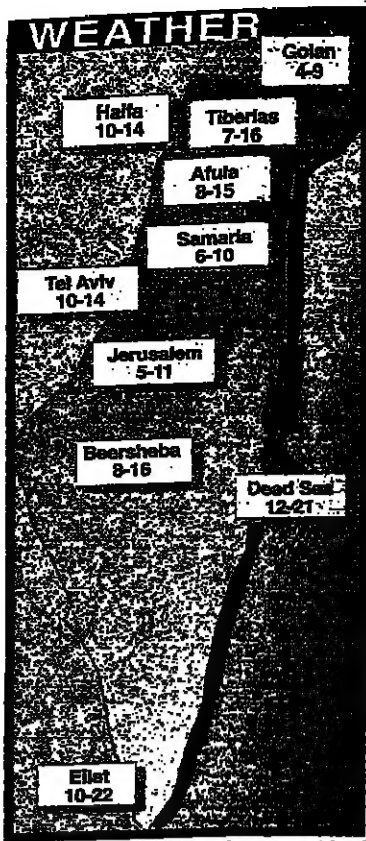 WEATHER
Golan
4-9
Haifa
10-14
Tiberias
7-16
Afula
8-15
Samaria
6-10
Tel Aviv
10-14
Jerusalem
5-11
Beersheba
8-16
Dead Sea
12-21
Eilat
10-22